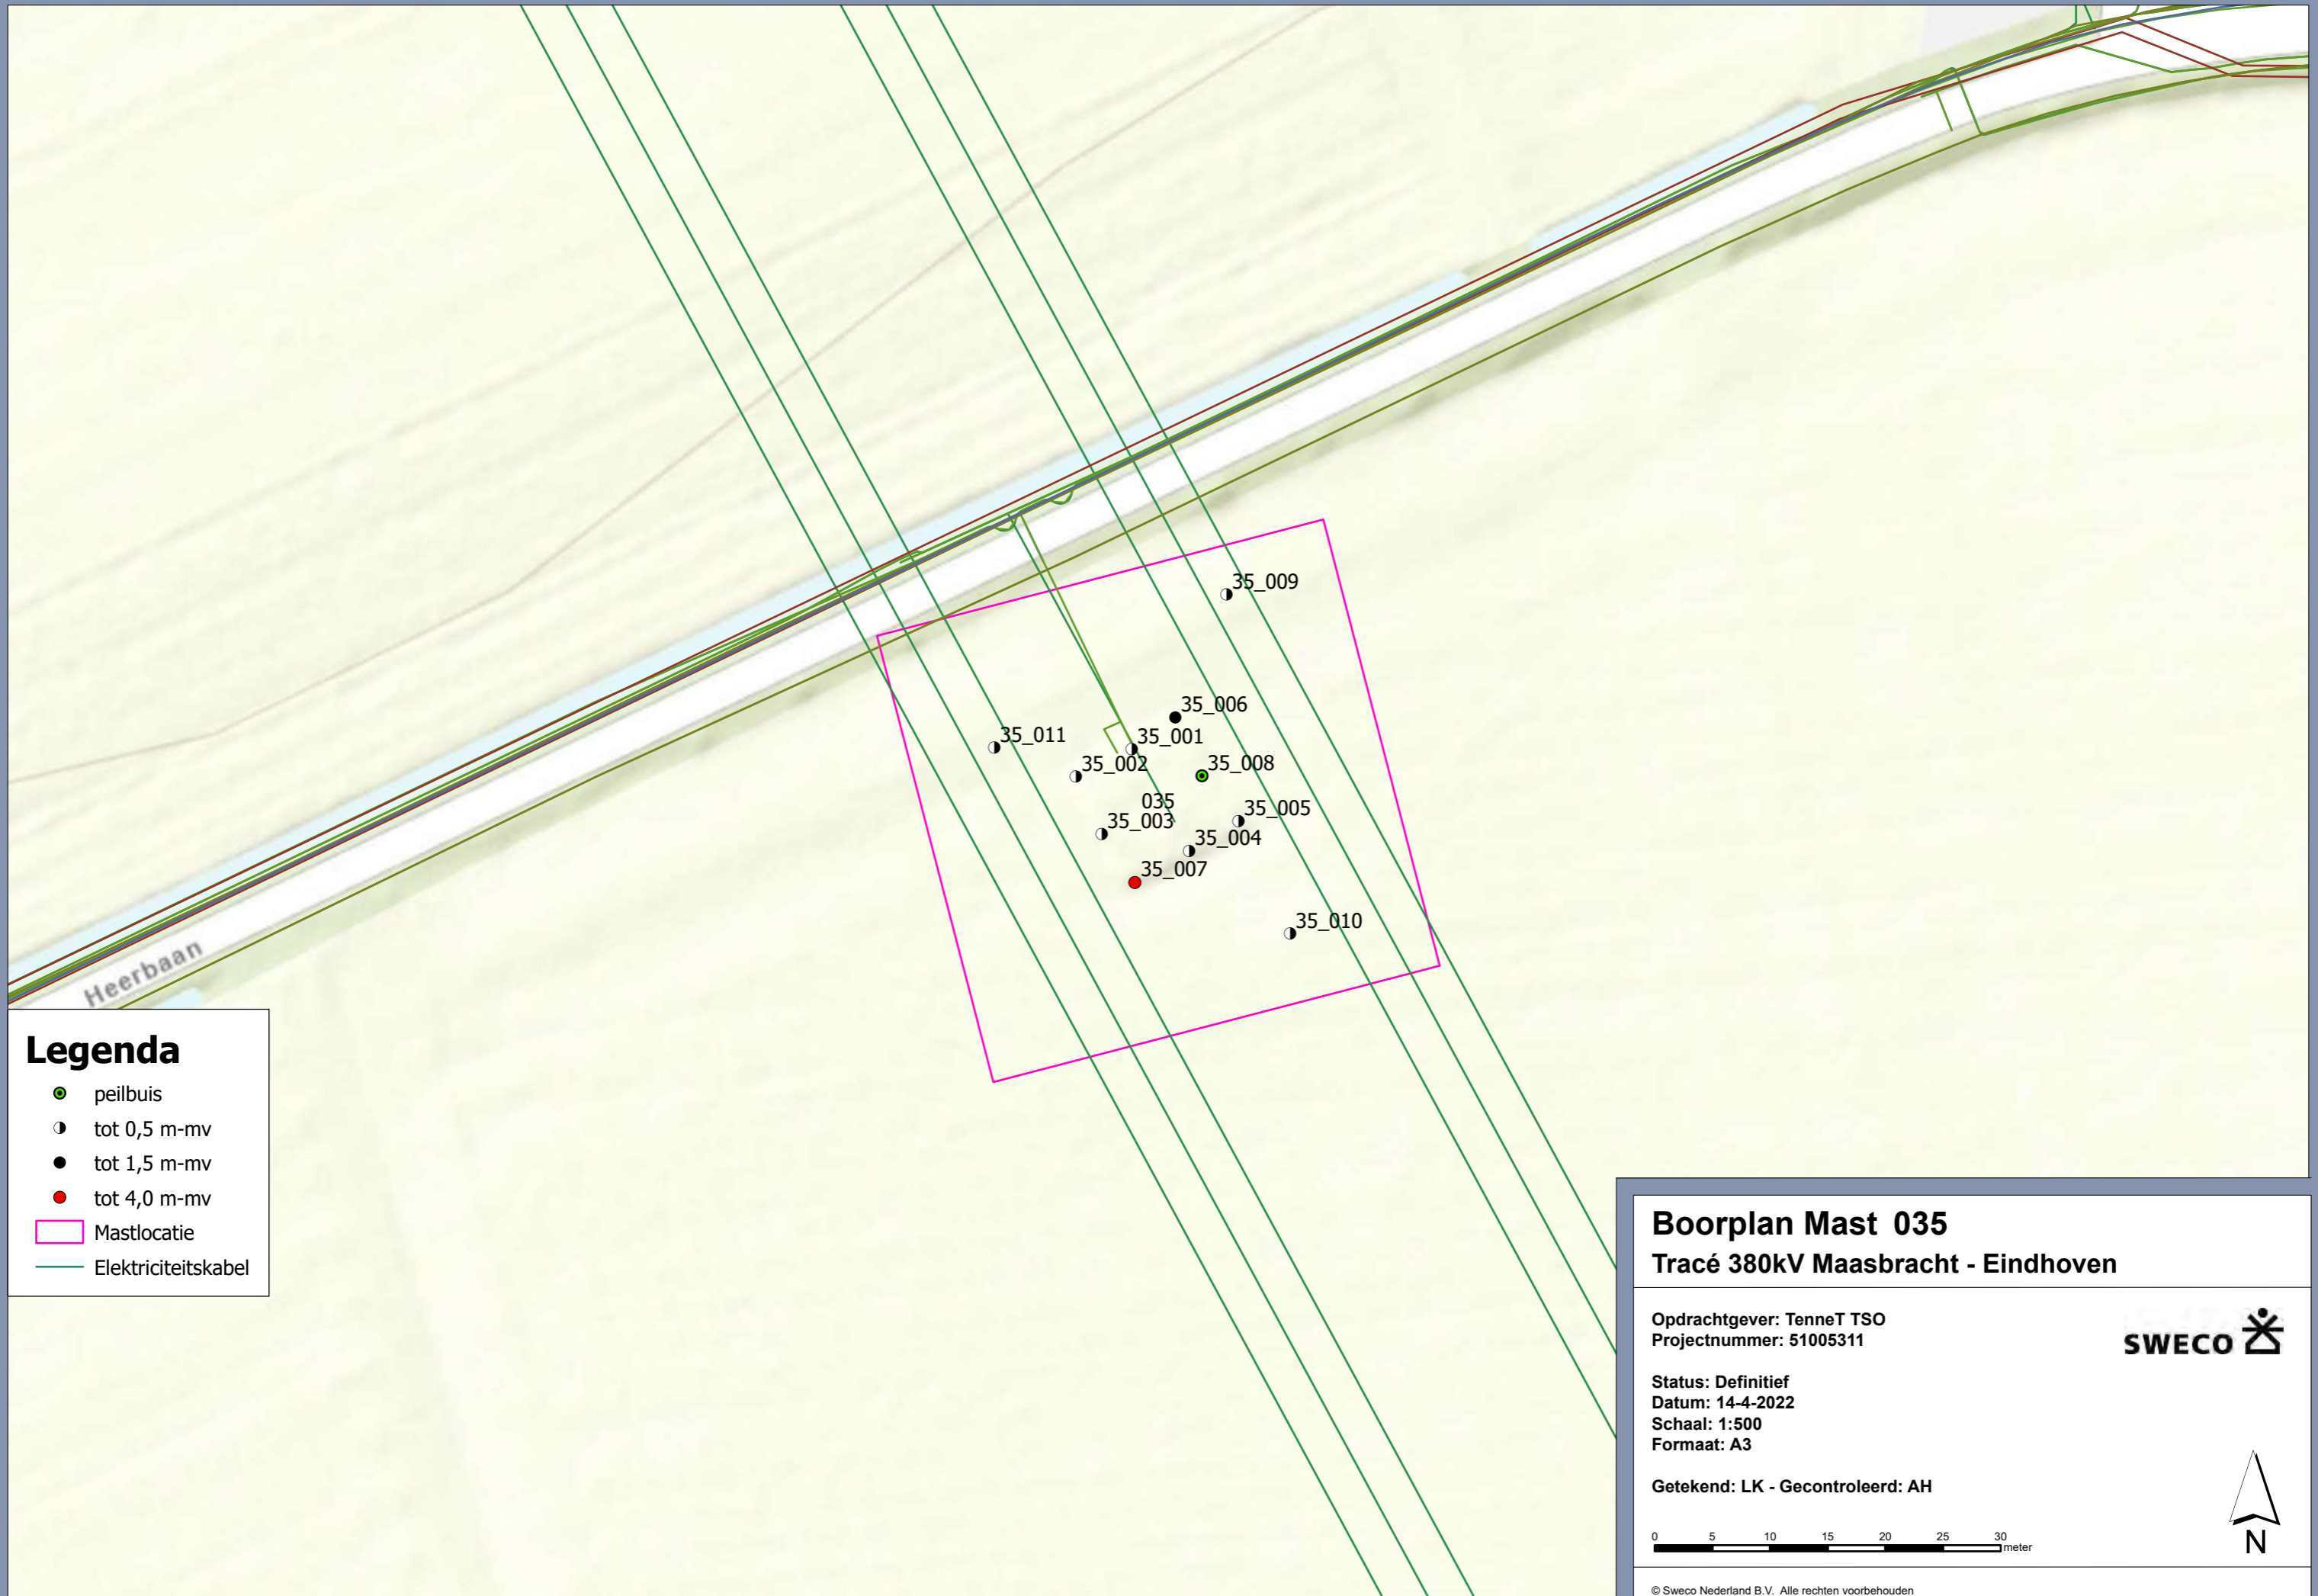 35_009
35_006
35_011
35_001
35_002
35_008
035
35_003
35_005
35_004
35_007
35_010
Heerbaan
Legenda
peilbuis
tot 0,5 m-mv
tot 1,5 m-mv
tot 4,0 m-mv
Mastlocatie
Elektriciteitskabel
Boorplan Mast 035
Tracé 380kV Maasbracht - Eindhoven
Opdrachtgever: TenneT TSO
Projectnummer: 51005311
SWECO
Status: Definitief
Datum: 14-4-2022
Schaal: 1:500
Formaat: A3
Getekend: LK - Gecontroleerd: AH
0 5 10 15 20 25 30
meter
N
© Sweco Nederland B.V. Alle rechten voorbehouden